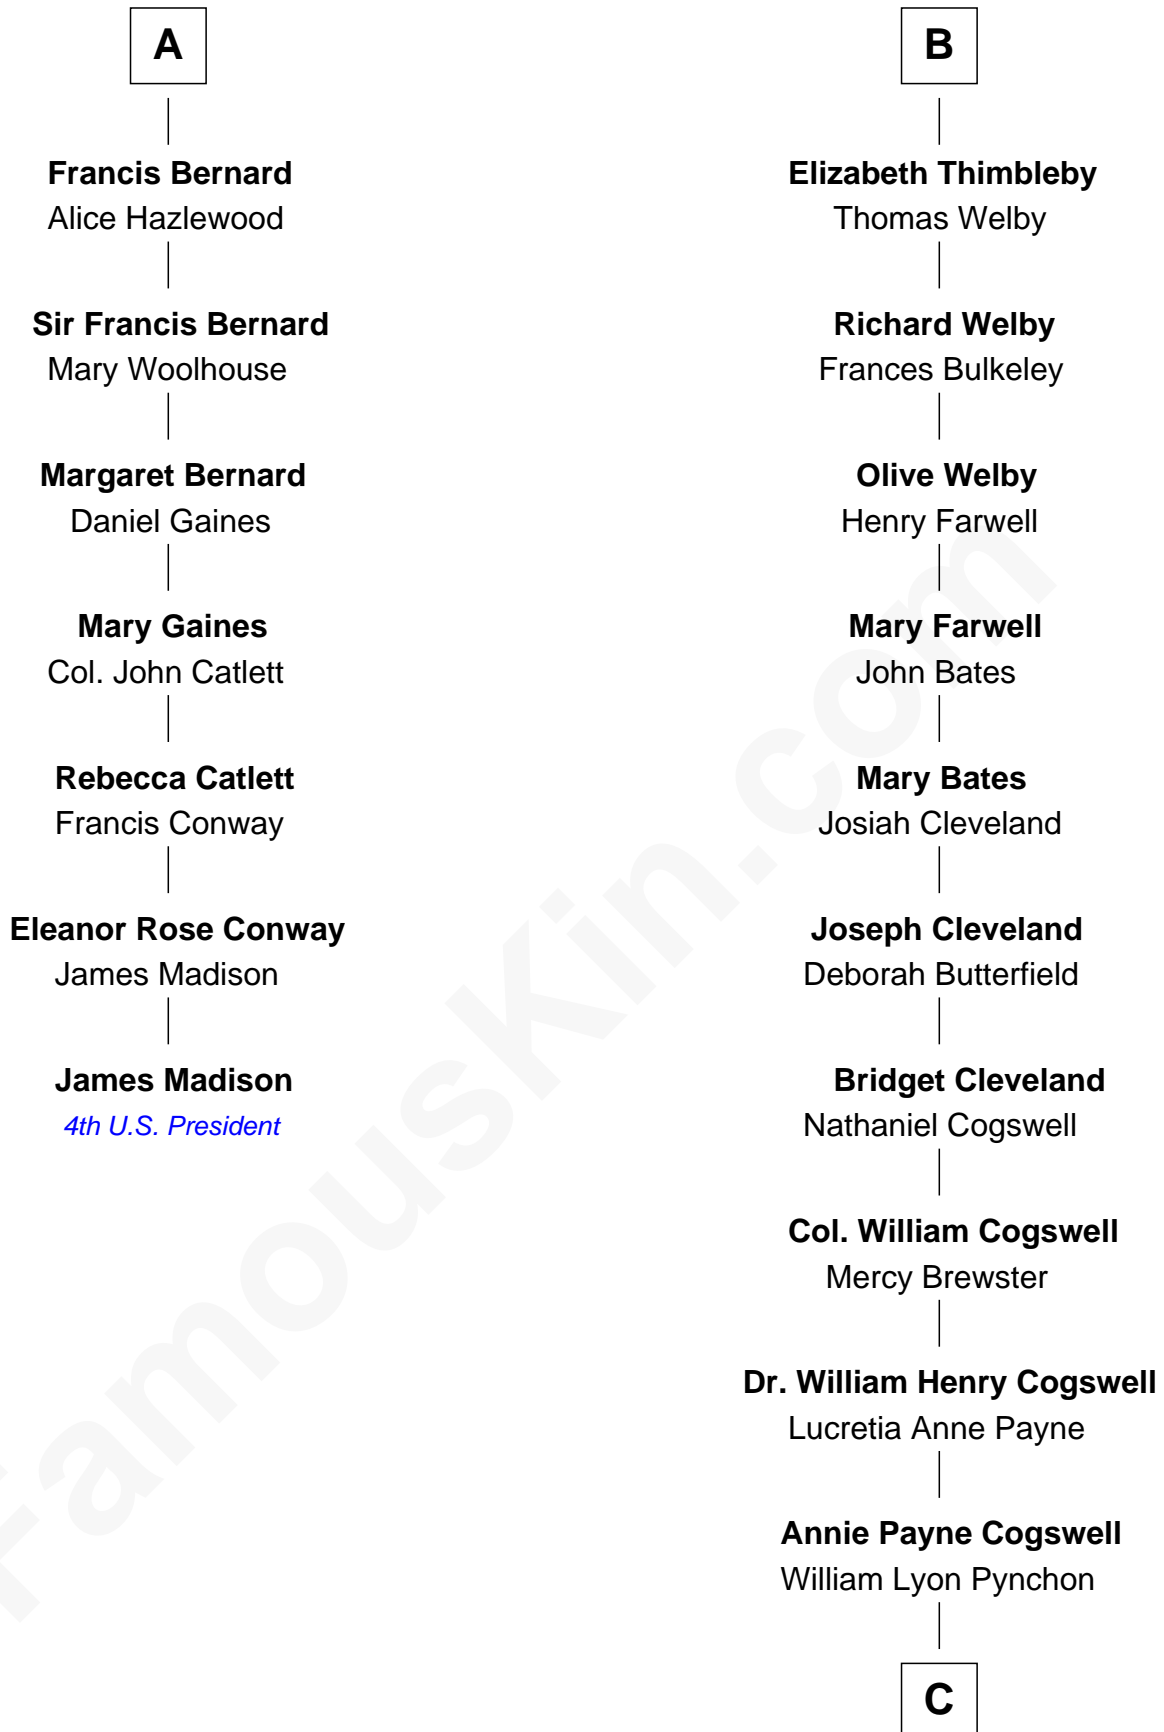 A
Francis Bernard
Alice Hazlewood
Sir Francis Bernard
Mary Woolhouse
Margaret Bernard
Daniel Gaines
Mary Gaines
Col. John Catlett
Rebecca Catlett
Francis Conway
Eleanor Rose Conway
James Madison
James Madison
4th U.S. President
B
Elizabeth Thimbleby
Thomas Welby
Richard Welby
Frances Bulkeley
Olive Welby
Henry Farwell
Mary Farwell
John Bates
Mary Bates
Josiah Cleveland
Joseph Cleveland
Deborah Butterfield
Bridget Cleveland
Nathaniel Cogswell
Col. William Cogswell
Mercy Brewster
Dr. William Henry Cogswell
Lucretia Anne Payne
Annie Payne Cogswell
William Lyon Pynchon
C
FamousKin.com